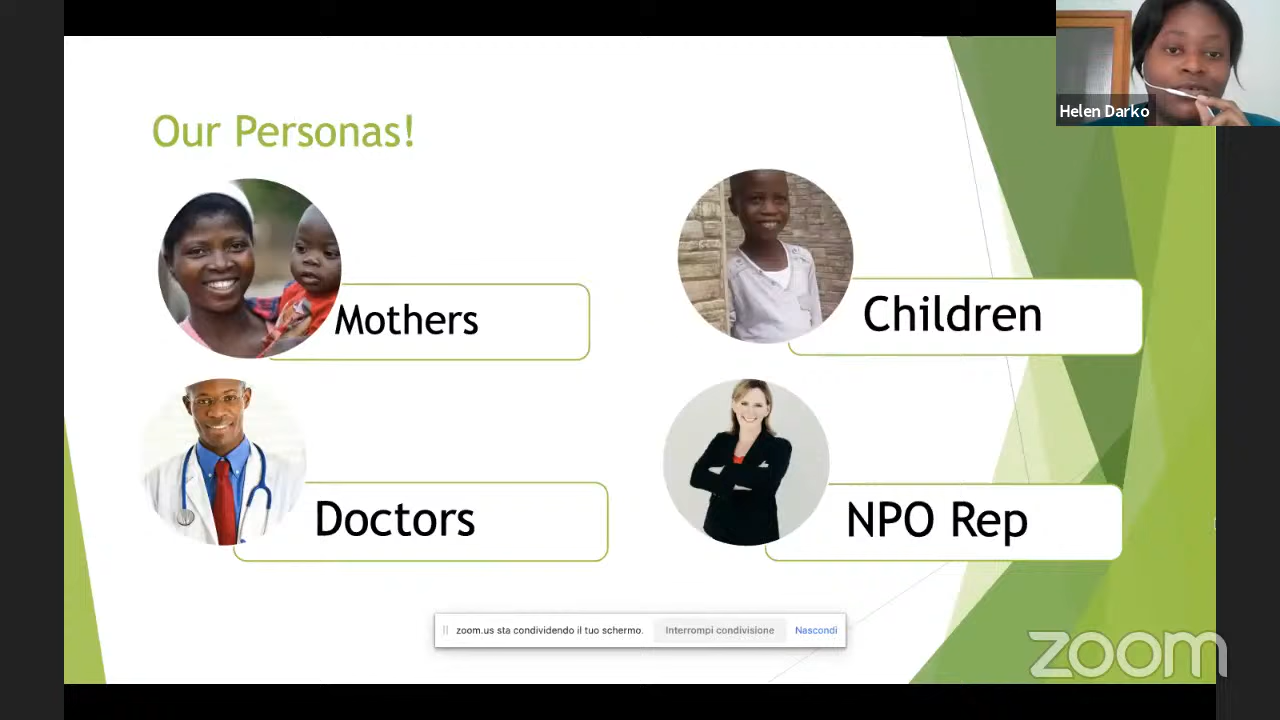 Helen Darko
Our Personas!
Mothers
Children
Doctors
NPO Rep
zoom.us sta condividendo il tuo schermo. Interrompi condivisione Nascondi
zoom